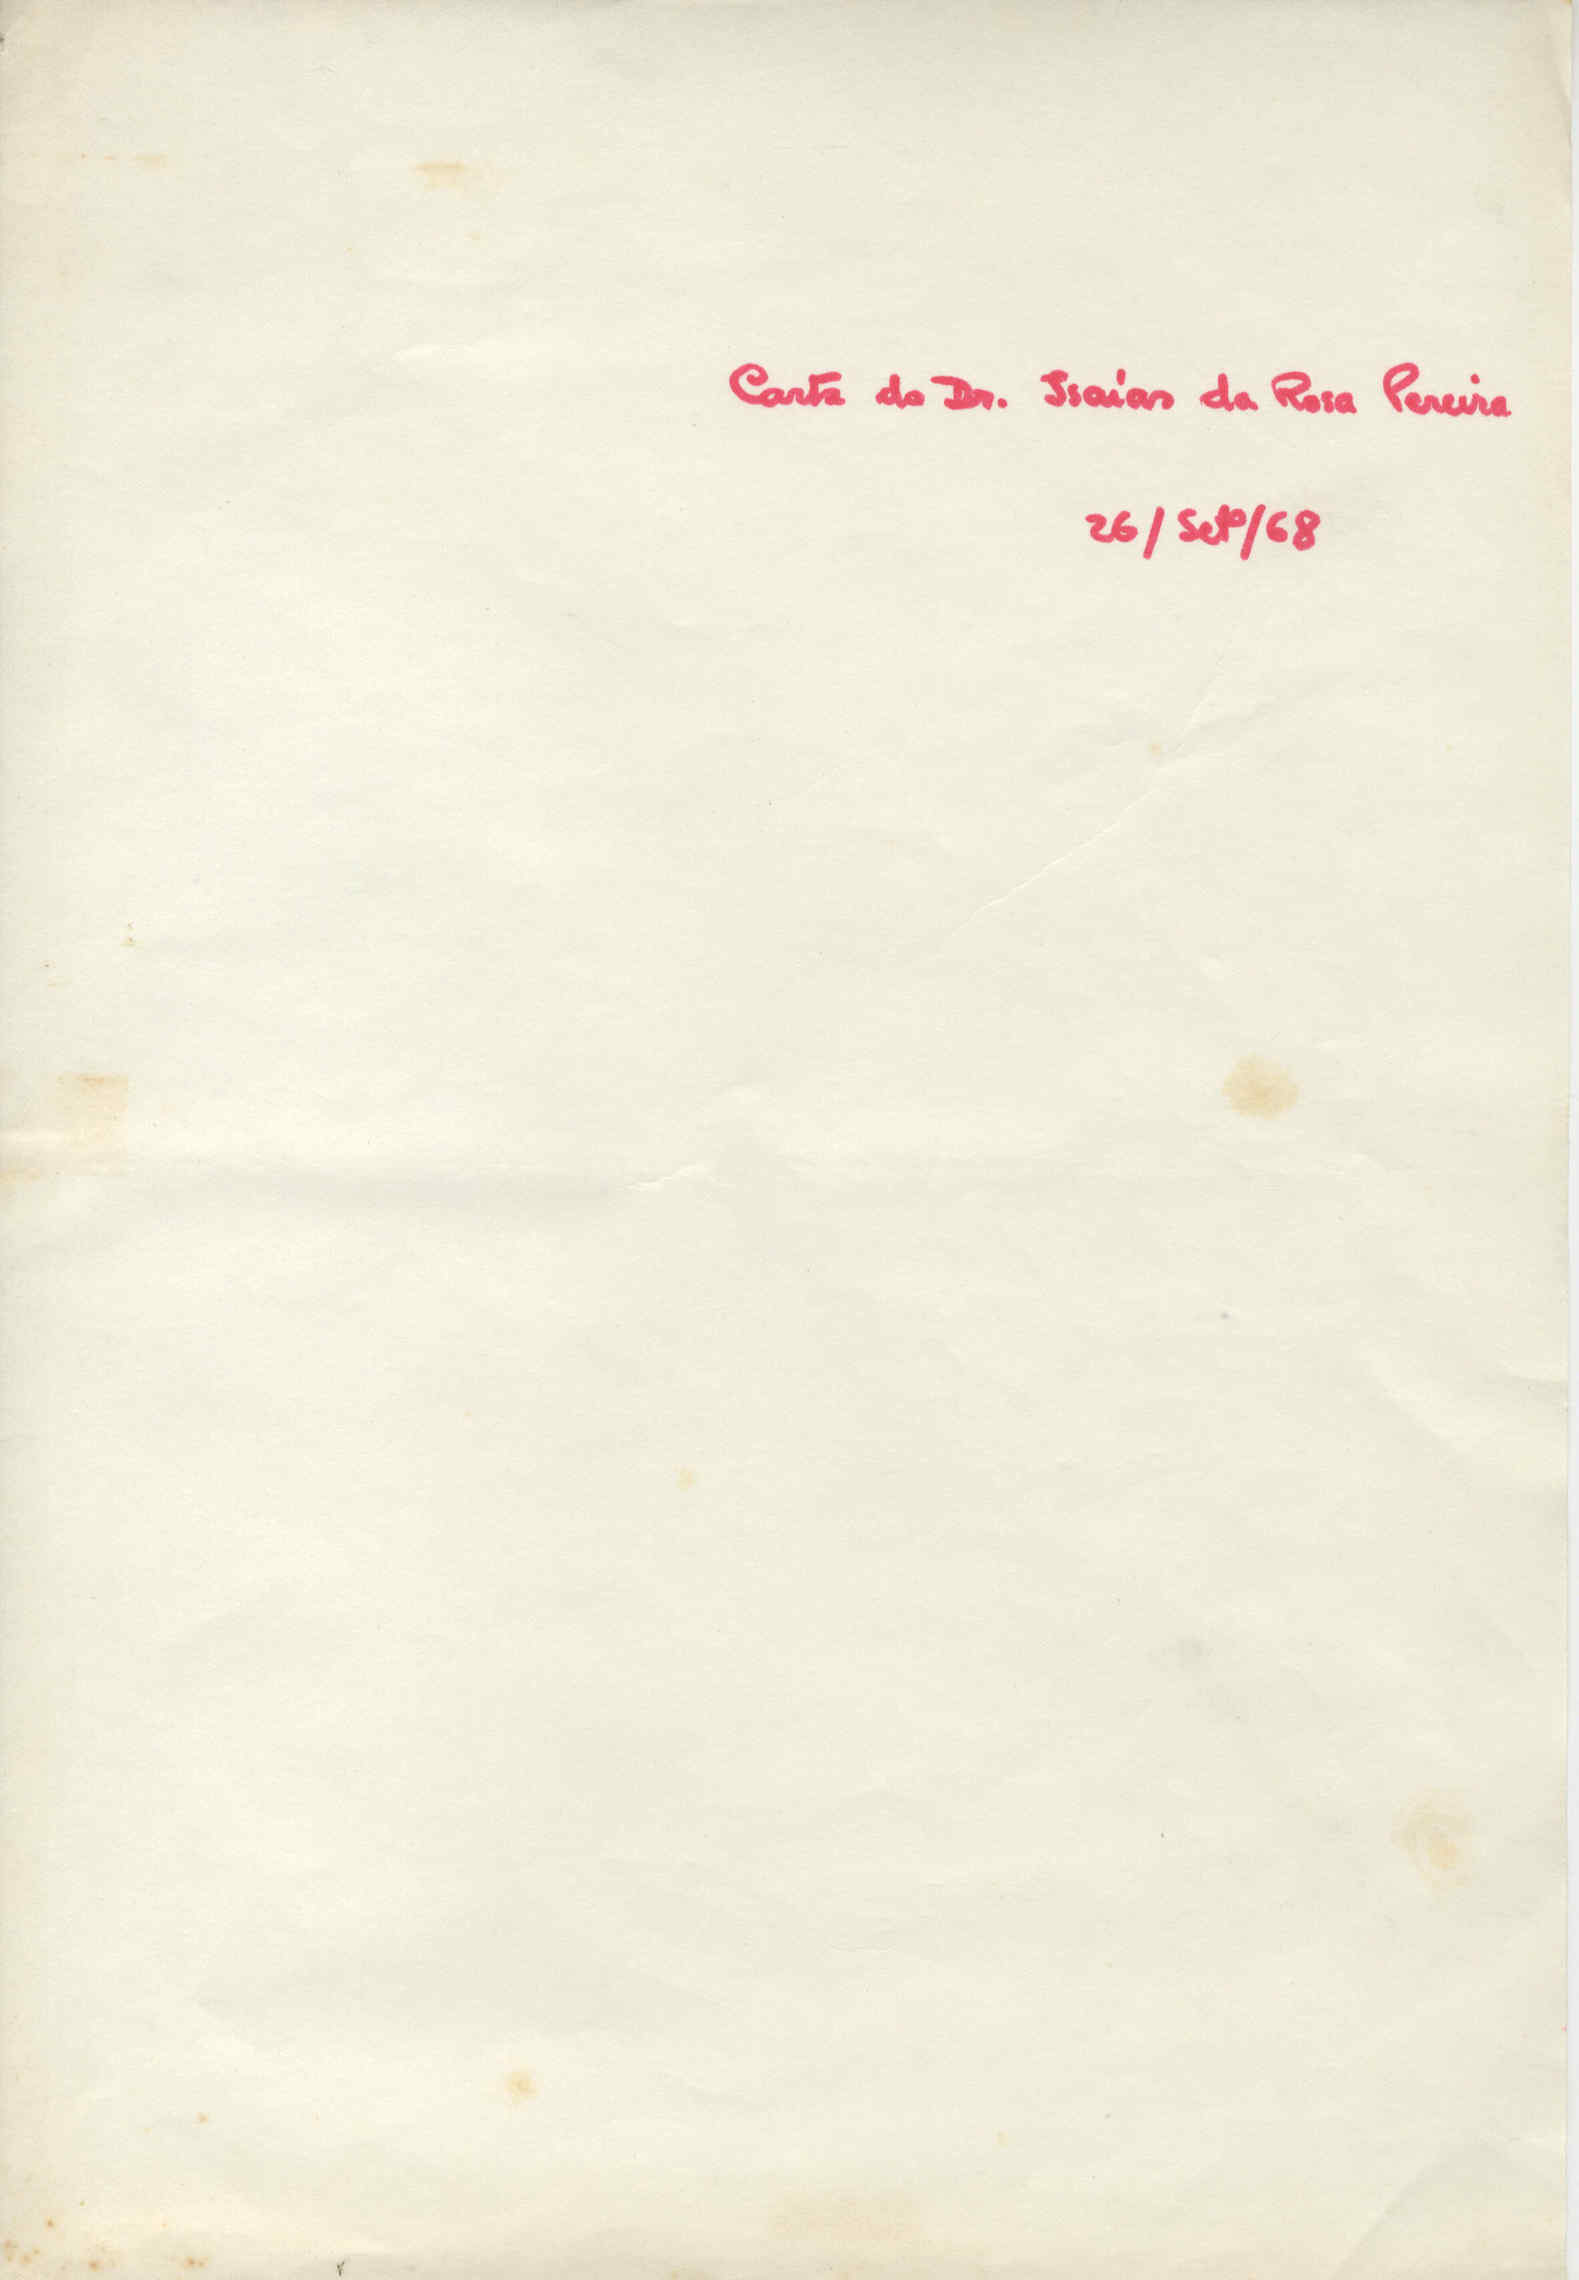 Carta do Dr. Isaías da Rosa Pereira
26/Setº/68